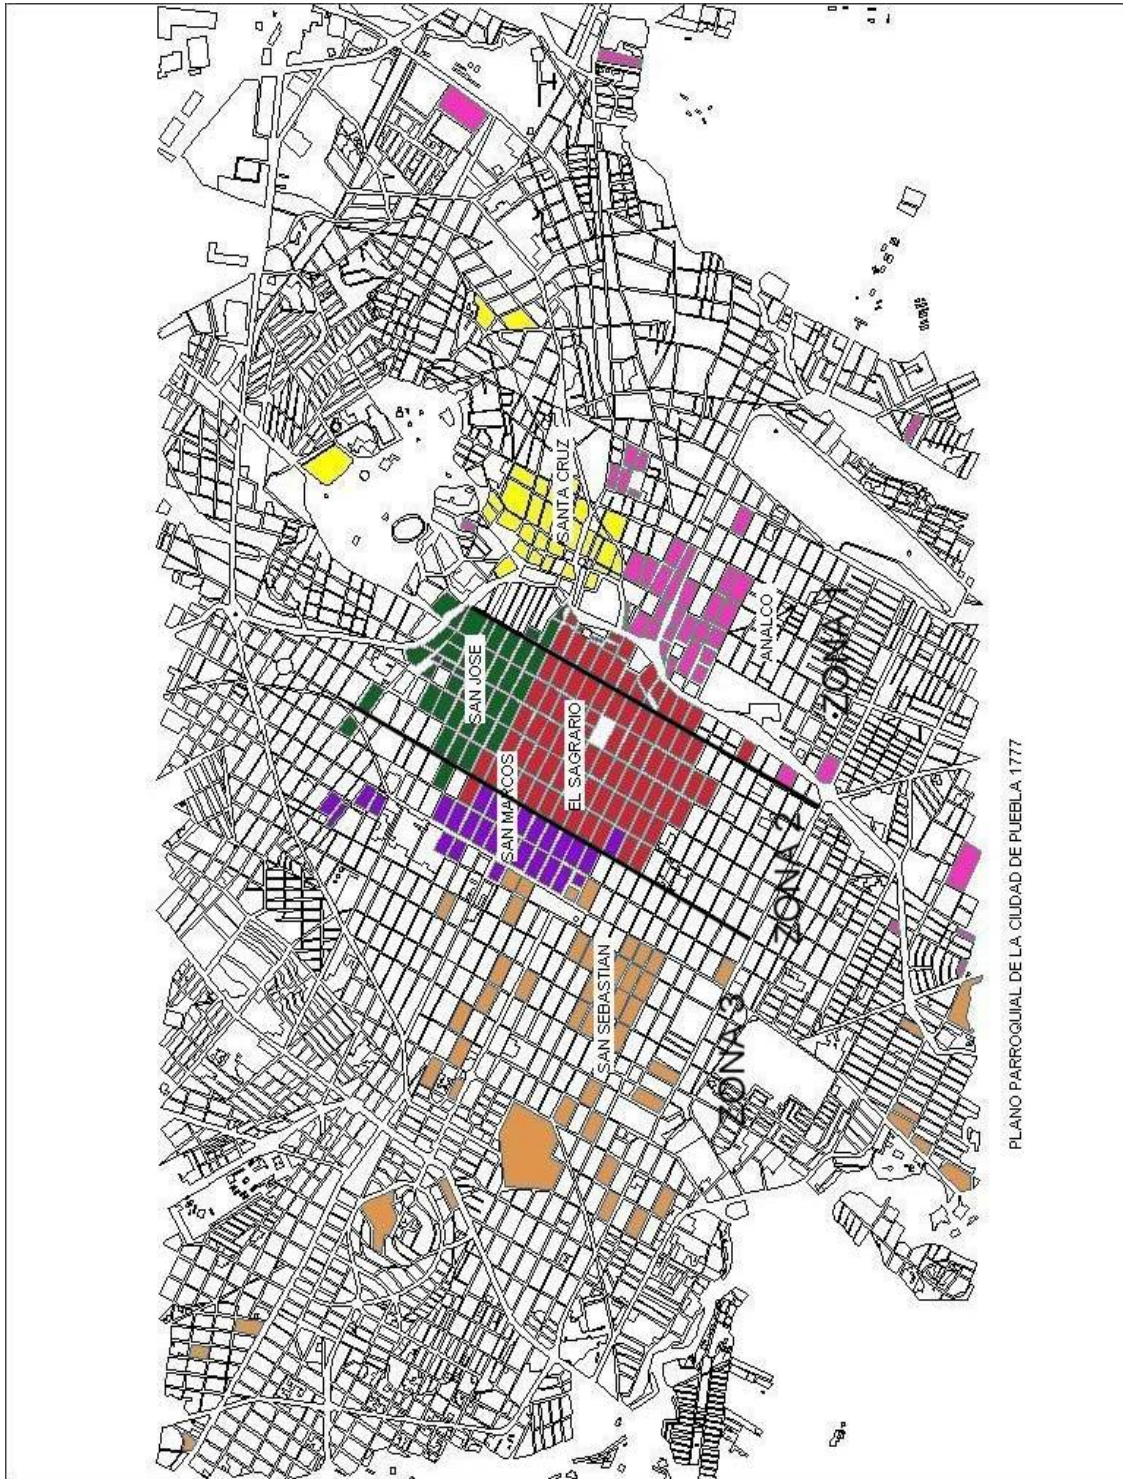 SAN JOSE
SAN MARCOS
SANTA CRUZ
EL SAGRARIO
SAN SEBASTIAN
ZONA 3
ANALCO
ZONA 2
ZONA 1
PLANO PARROQUIAL DE LA CIUDAD DE PUEBLA 1777